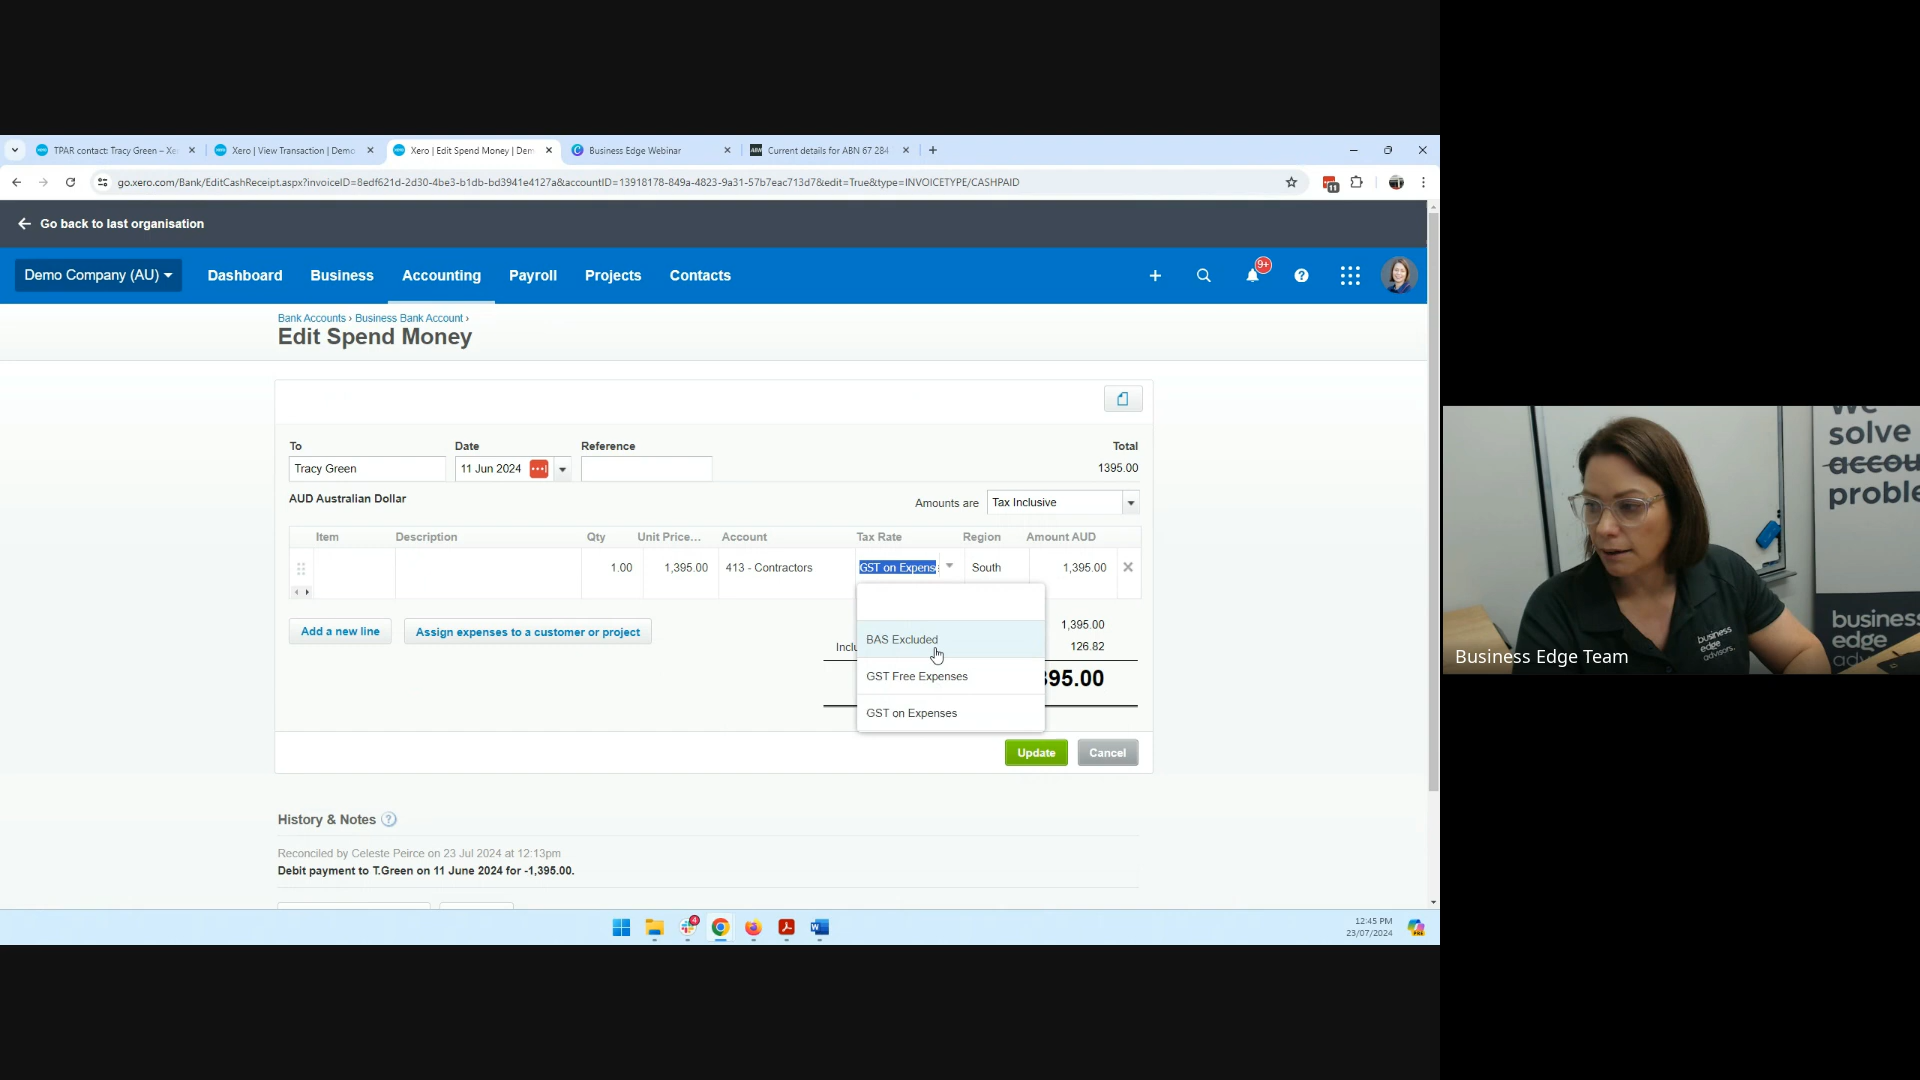 TPAR contact: Tracy Green – Xe
Xero | View Transaction | Demo
Xero | Edit Spend Money | Dem
Business Edge Webinar
Current details for ABN 67 284
go.xero.com/Bank/EditCashReceipt.aspx?invoiceID=8edf621d-2d30-4be3-b1db-bd3941e4127a&accountID=13918178-849a-4823-9a31-57b7eac713d7&edit=True&type=INVOICETYPE/CASHPAID
11
Go back to last organisation
Demo Company (AU)
Dashboard
Business
Accounting
Payroll
Projects
Contacts
9+
Bank Accounts › Business Bank Account ›
Edit Spend Money
To
Date
Reference
Total
Tracy Green
11 Jun 2024
1395.00
AUD Australian Dollar
Amounts are
Tax Inclusive
Item
Description
Qty
Unit Price...
Account
Tax Rate
Region
Amount AUD
1.00
1,395.00
413 - Contractors
GST on Expens
South
1,395.00
Add a new line
Assign expenses to a customer or project
1,395.00
BAS Excluded
Inclu
126.82
GST Free Expenses
395.00
GST on Expenses
Update
Cancel
History & Notes
Reconciled by Celeste Peirce on 23 Jul 2024 at 12:13pm
Debit payment to T.Green on 11 June 2024 for -1,395.00.
4
12:45 PM
23/07/2024
We
solve
accou
proble
business
edge
advisors.
business
edge
adv
Business Edge Team